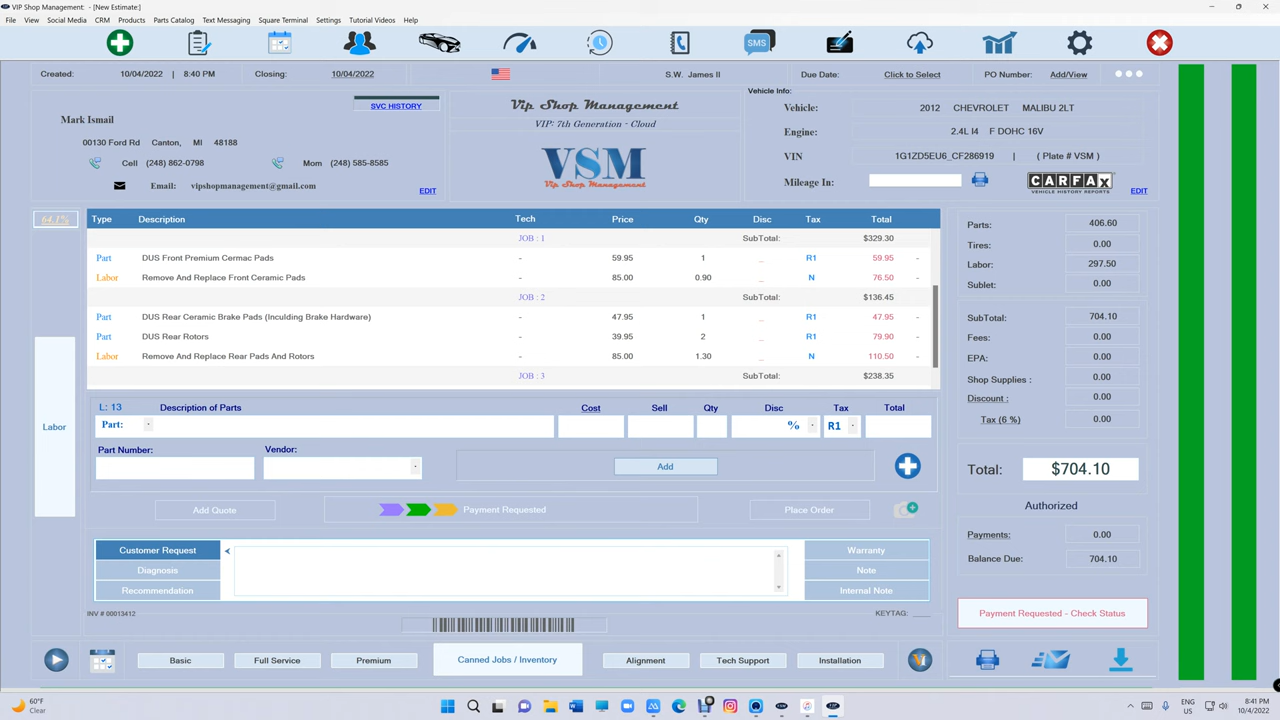 VIP Shop Management: - [New Estimate:]
File View Social Media CRM Products Parts Catalog Text Messaging Square Terminal Settings Tutorial Videos Help
SMS
Created: 10/04/2022 | 8:40 PM Closing: 10/04/2022 S.W. James II Due Date: Click to Select PO Number: Add/View
SVC HISTORY
Mark Ismail
00130 Ford Rd Canton, MI 48188
Cell (248) 862-0798 Mom (248) 585-8585
Email: vipshopmanagement@gmail.com
EDIT
Vip Shop Management
VIP: 7th Generation - Cloud
VSM
Vip Shop Management
Vehicle Info:
Vehicle: 2012 CHEVROLET MALIBU 2LT
Engine: 2.4L I4 F DOHC 16V
VIN 1G1ZD5EU6_CF286919 | ( Plate # VSM )
Mileage In:
CARFAX
VEHICLE HISTORY REPORTS
EDIT
64.1%
Type Description Tech Price Qty Disc Tax Total
JOB : 1 SubTotal: $329.30
Part DUS Front Premium Cermac Pads - 59.95 1 _ R1 59.95 -
Labor Remove And Replace Front Ceramic Pads - 85.00 0.90 _ N 76.50 -
JOB : 2 SubTotal: $136.45
Part DUS Rear Ceramic Brake Pads (Inculding Brake Hardware) - 47.95 1 _ R1 47.95 -
Part DUS Rear Rotors - 39.95 2 _ R1 79.90 -
Labor Remove And Replace Rear Pads And Rotors - 85.00 1.30 _ N 110.50 -
JOB : 3 SubTotal: $238.35
Labor
L: 13 Description of Parts Cost Sell Qty Disc Tax Total
Part: % R1
Part Number: Vendor:
Add
Add Quote Payment Requested Place Order
Customer Request
Diagnosis
Recommendation
Warranty
Note
Internal Note
INV # 00013412 KEYTAG: ____
Parts: 406.60
Tires: 0.00
Labor: 297.50
Sublet: 0.00
SubTotal: 704.10
Fees: 0.00
EPA: 0.00
Shop Supplies : 0.00
Discount : 0.00
Tax (6 %) 0.00
Total: $704.10
Authorized
Payments: 0.00
Balance Due: 704.10
Payment Requested - Check Status
Basic Full Service Premium Canned Jobs / Inventory Alignment Tech Support Installation
60°F
Clear
ENG
US
8:41 PM
10/4/2022